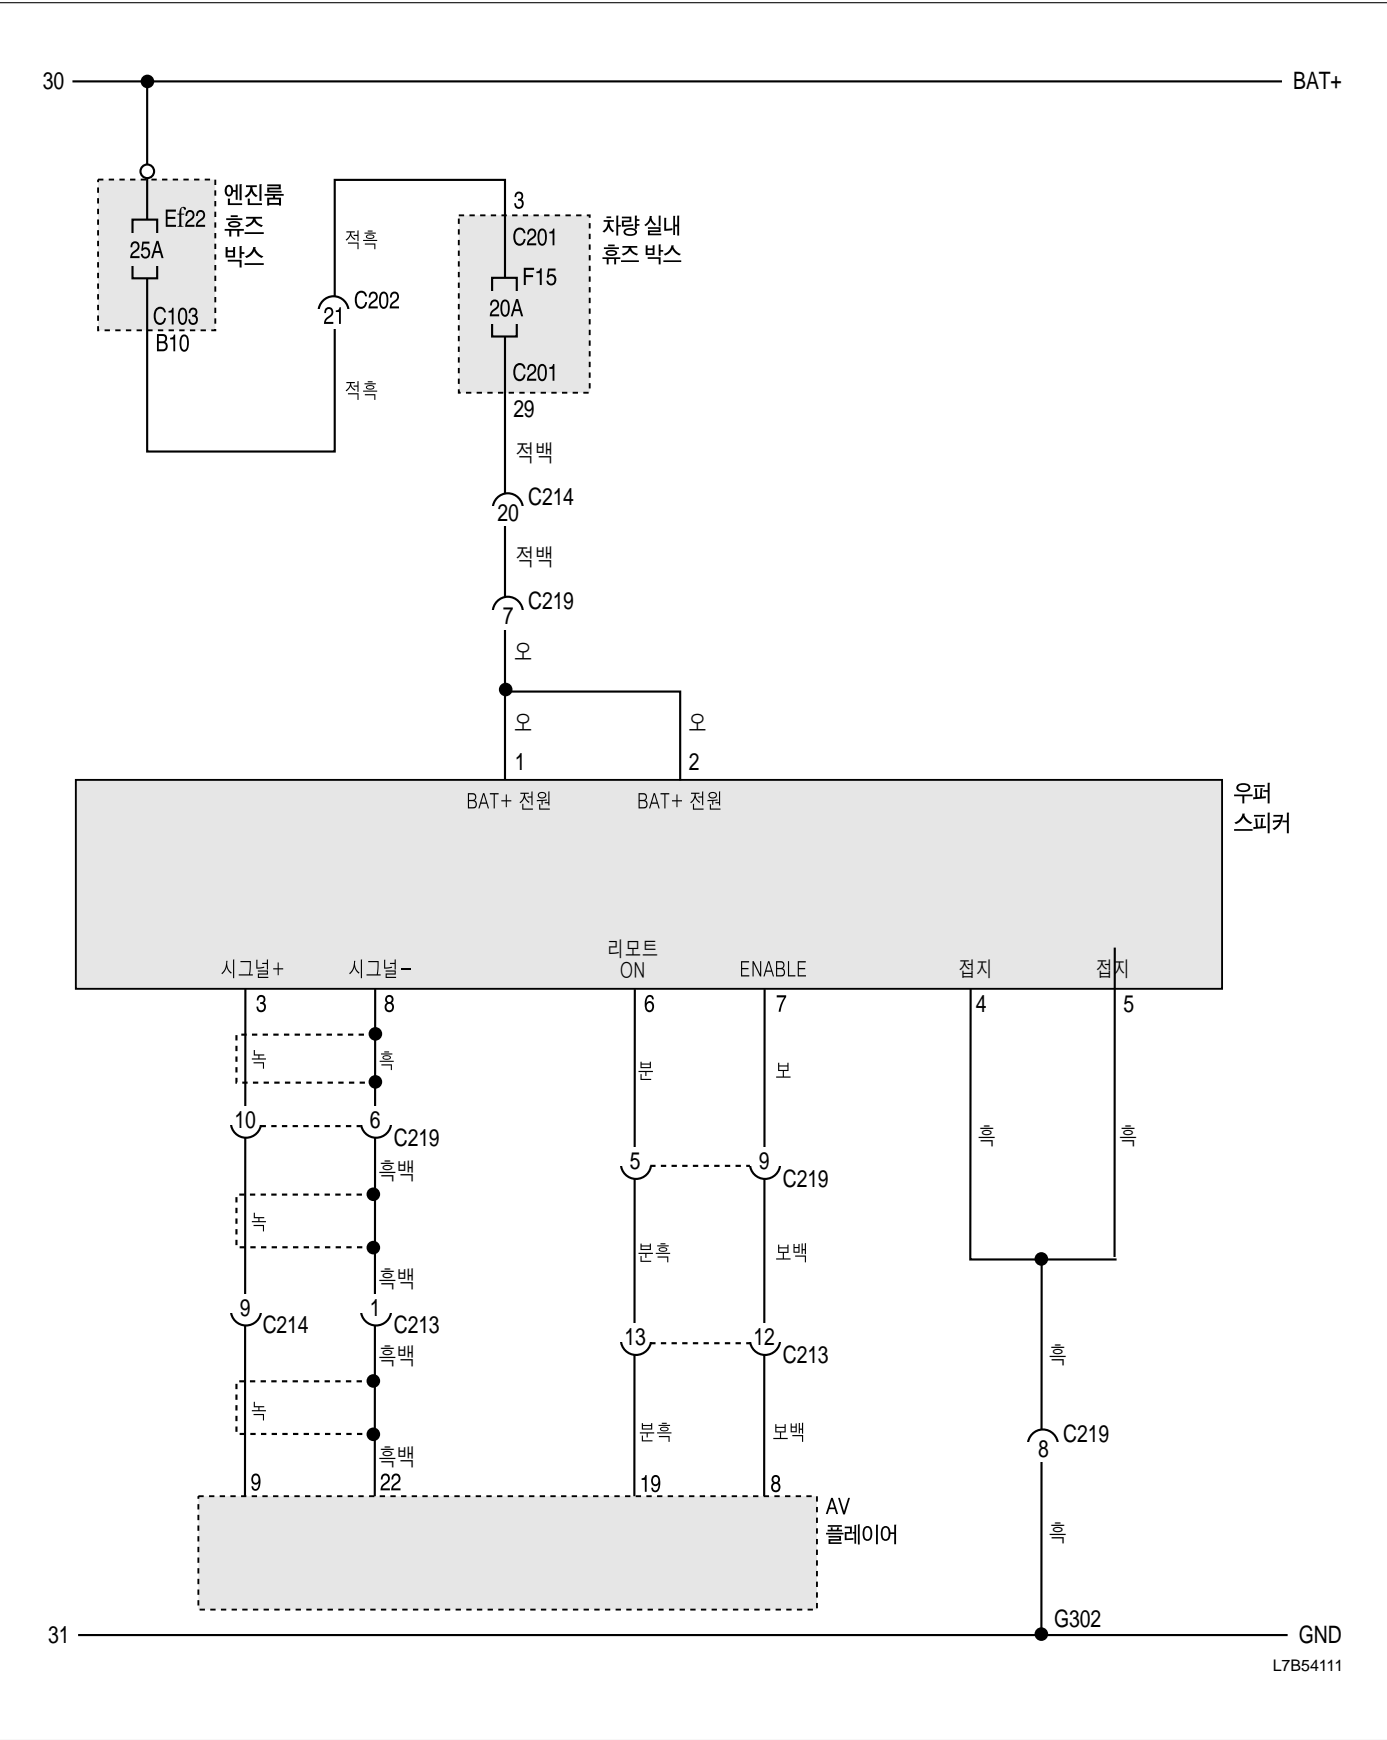 30
BAT+
엔진룸
휴즈
박스
Ef22
25A
C103
B10
적흑
21
C202
적흑
3
C201
차량 실내
휴즈 박스
F15
20A
C201
29
적백
20
C214
적백
7
C219
오
오
오
1
2
BAT+ 전원
BAT+ 전원
우퍼
스피커
시그널+
시그널-
리모트
ON
ENABLE
접지
접지
3
8
6
7
4
5
녹
흑
분
보
10
6
C219
흑
흑
흑백
5
9
C219
녹
분흑
보백
흑백
9
C214
1
C213
13
12
C213
흑백
흑
녹
분흑
보백
8
C219
흑백
9
22
19
8
AV
플레이어
흑
G302
31
GND
L7B54111